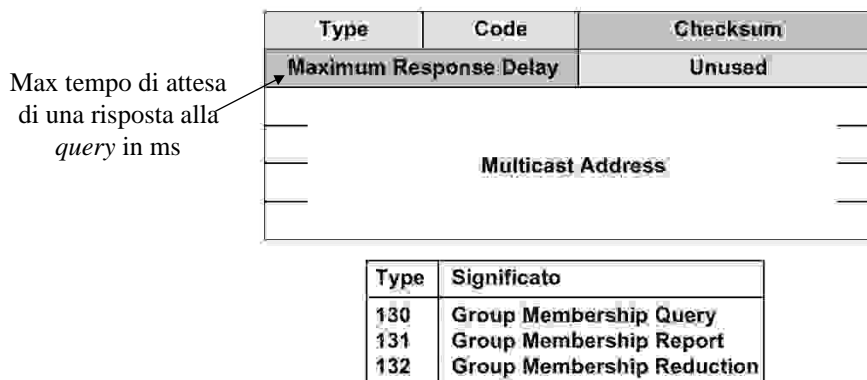 Type Code Checksum
Maximum Response Delay Unused
Max tempo di attesa
di una risposta alla
query in ms
Multicast Address
Type Significato
130 Group Membership Query
131 Group Membership Report
132 Group Membership Reduction